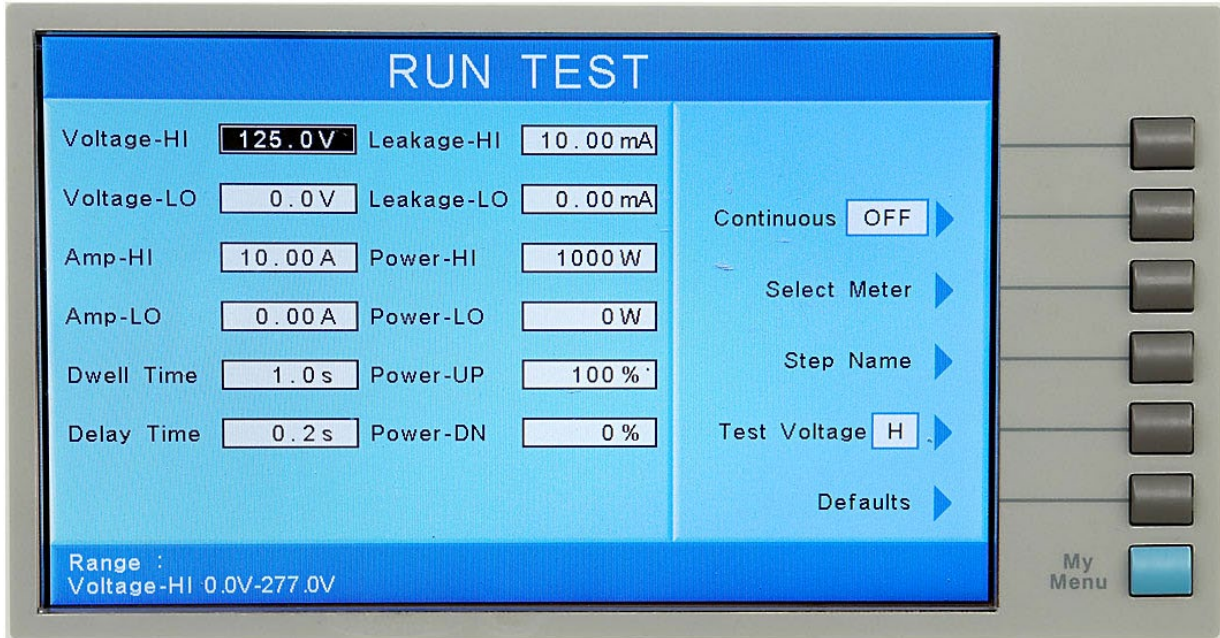 RUN TEST
Voltage-HI 125.0V Leakage-HI 10.00mA
Voltage-LO 0.0V Leakage-LO 0.00mA
Amp-HI 10.00A Power-HI 1000W
Amp-LO 0.00A Power-LO 0W
Dwell Time 1.0s Power-UP 100%
Delay Time 0.2s Power-DN 0%
Continuous OFF
Select Meter
Step Name
Test Voltage H
Defaults
Range :
Voltage-HI 0.0V-277.0V
My
Menu